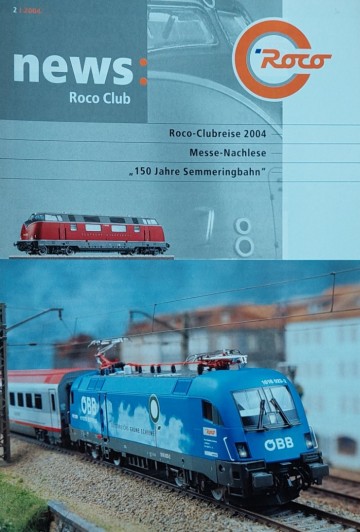 2 | 2004
news:
Roco Club
Roco
Roco-Clubreise 2004
Messe-Nachlese
„150 Jahre Semmeringbahn"
ÖBB
ÖBB